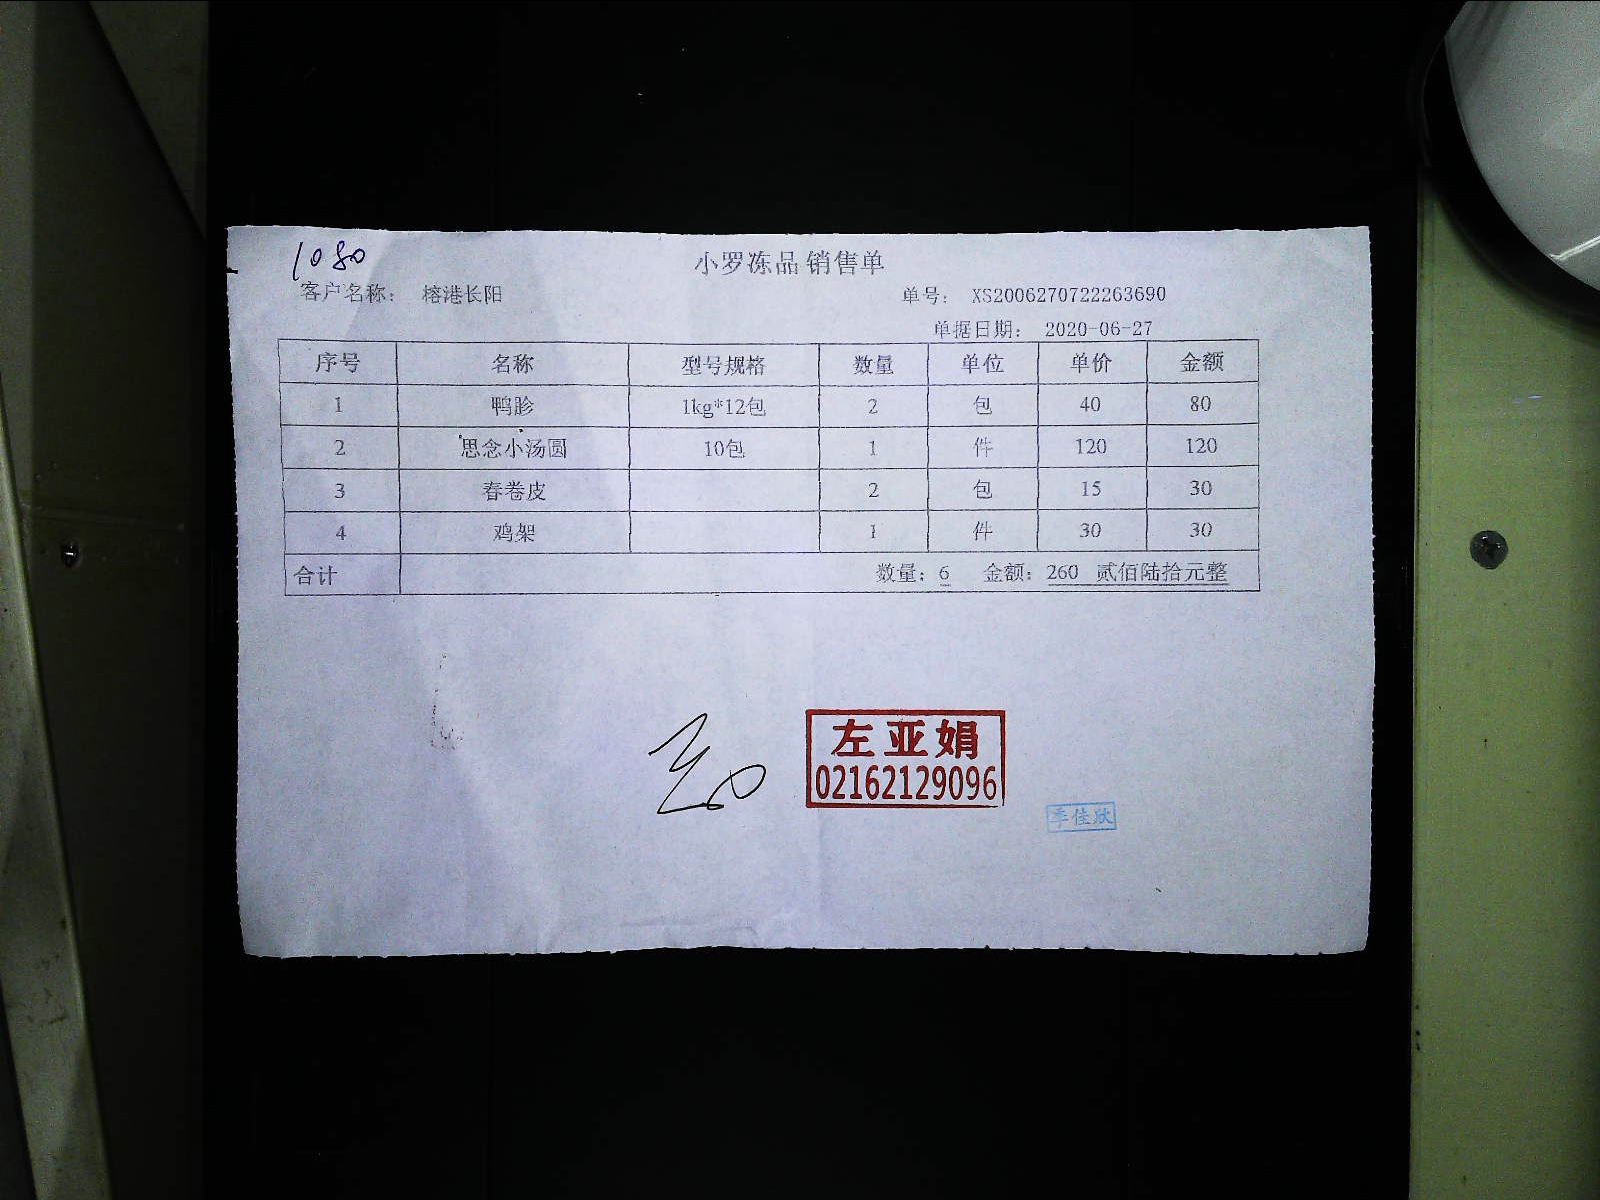 1080
小罗冻品 销售单
客户名称： 榕港长阳 单号： XS2006270722263690
单据日期： 2020-06-27
序号 名称 型号规格 数量 单位 单价 金额
1 鸭胗 1kg*12包 2 包 40 80
2 思念小汤圆 10包 1 件 120 120
3 春卷皮 2 包 15 30
4 鸡架 1 件 30 30
合计 数量：6 金额：260 贰佰陆拾元整
左亚娟
02162129096
季佳欣